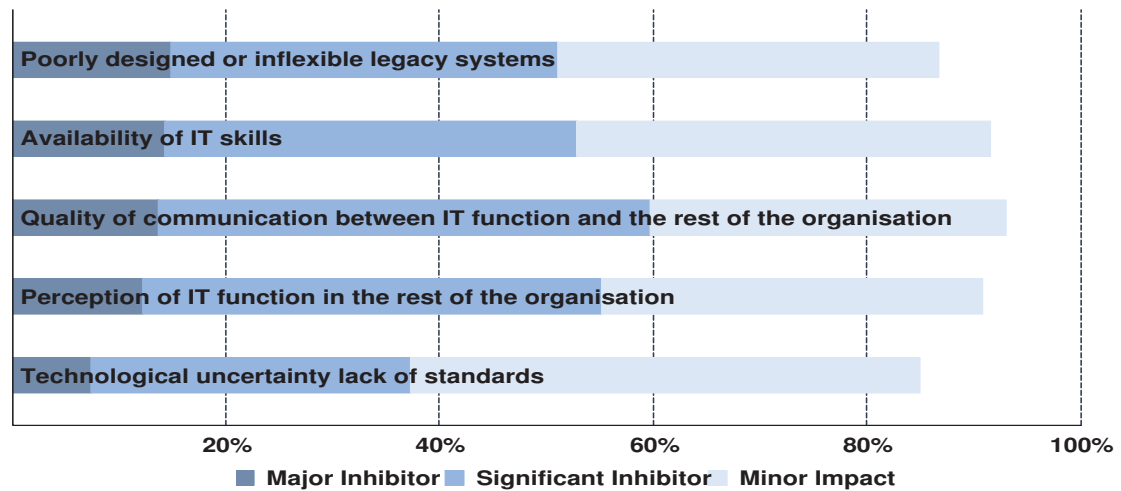 Poorly designed or inflexible legacy systems
Availability of IT skills
Quality of communication between IT function and the rest of the organisation
Perception of IT function in the rest of the organisation
Technological uncertainty lack of standards
20% 40% 60% 80% 100%
Major Inhibitor Significant Inhibitor Minor Impact